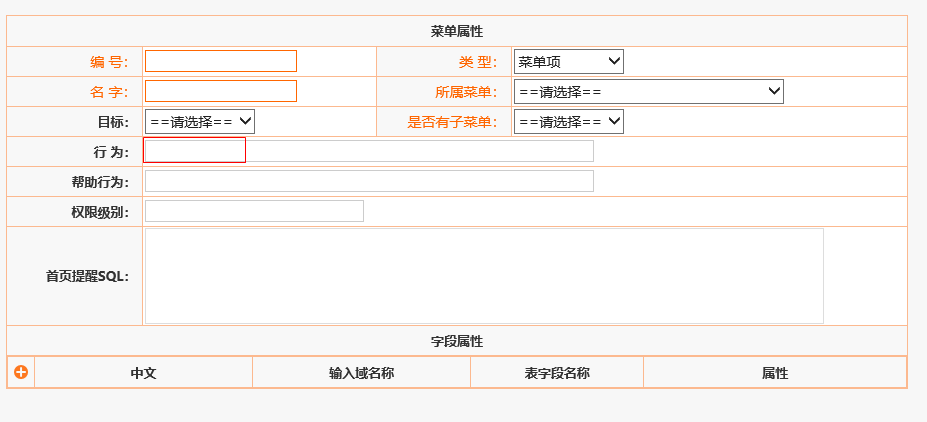 菜单属性
编 号: 类 型: 菜单项
名 字: 所属菜单: ==请选择==
目标: ==请选择== 是否有子菜单: ==请选择==
行 为:
帮助行为:
权限级别:
首页提醒SQL:
字段属性
中文 输入域名称 表字段名称 属性